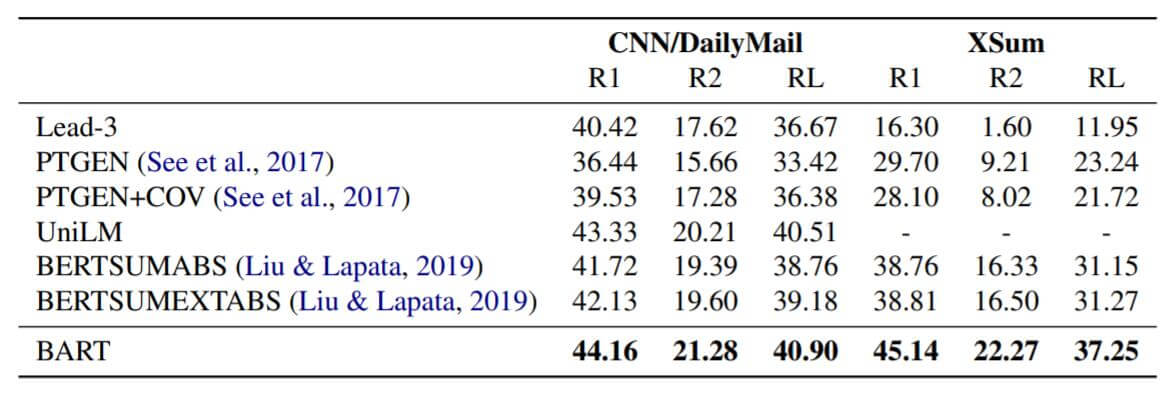 CNN/DailyMail XSum
R1 R2 RL R1 R2 RL
Lead-3 40.42 17.62 36.67 16.30 1.60 11.95
PTGEN (See et al., 2017) 36.44 15.66 33.42 29.70 9.21 23.24
PTGEN+COV (See et al., 2017) 39.53 17.28 36.38 28.10 8.02 21.72
UniLM 43.33 20.21 40.51 - - -
BERTSUMABS (Liu & Lapata, 2019) 41.72 19.39 38.76 38.76 16.33 31.15
BERTSUMEXTABS (Liu & Lapata, 2019) 42.13 19.60 39.18 38.81 16.50 31.27
BART 44.16 21.28 40.90 45.14 22.27 37.25